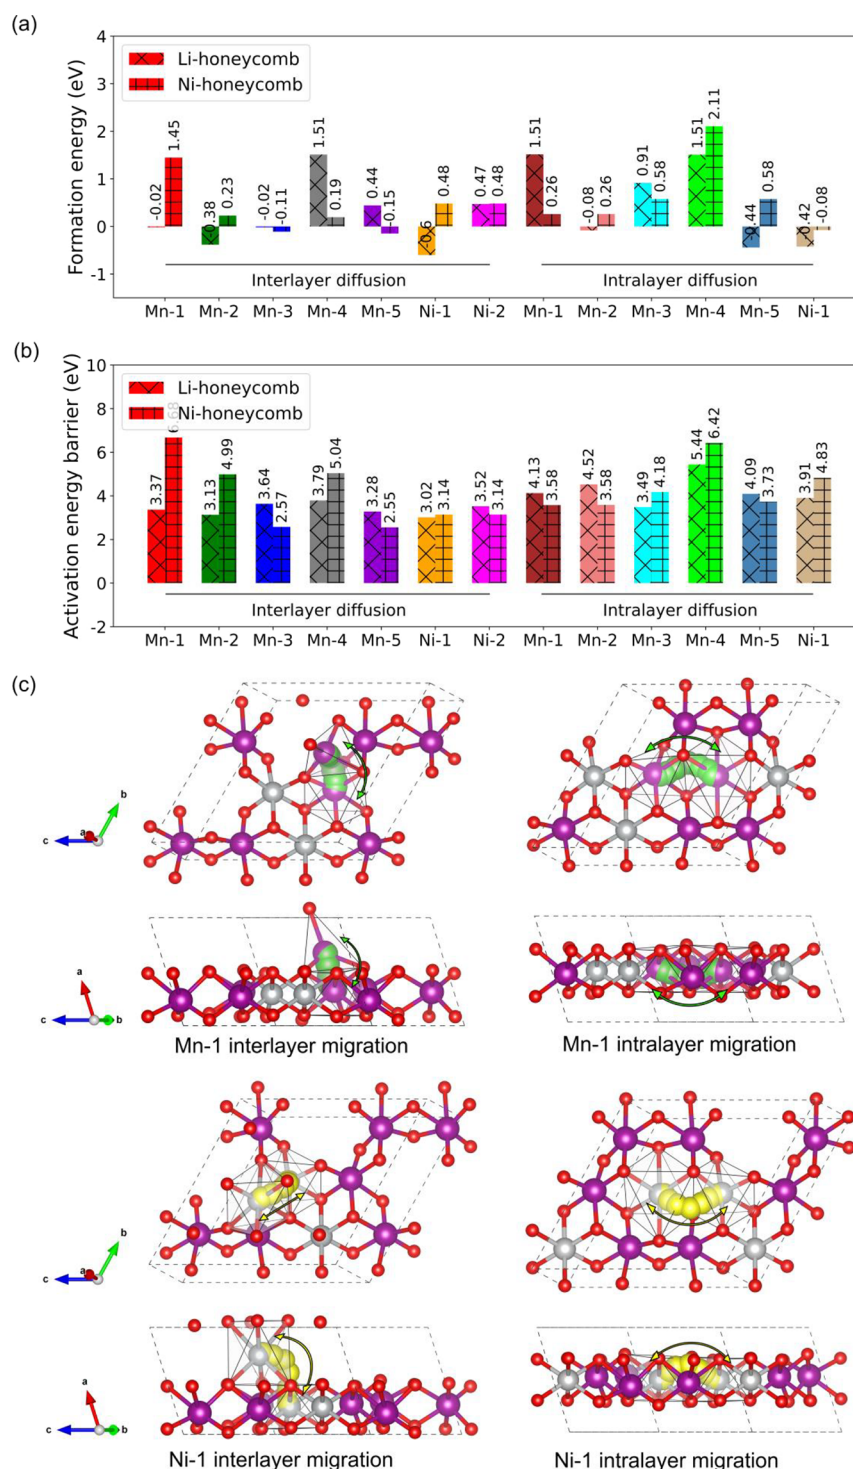 (a)
Formation energy (eV)
4
3
2
1
0
-1
Li-honeycomb
Ni-honeycomb
-0.02
1.45
-0.38
0.23
-0.02
-0.11
1.51
0.19
0.44
-0.15
-0.6
0.48
0.47
0.48
1.51
0.26
-0.08
0.26
0.91
0.58
1.51
2.11
-0.44
0.58
-0.42
-0.08
Interlayer diffusion
Intralayer diffusion
Mn-1 Mn-2 Mn-3 Mn-4 Mn-5 Ni-1 Ni-2 Mn-1 Mn-2 Mn-3 Mn-4 Mn-5 Ni-1
(b)
Activation energy barrier (eV)
10
8
6
4
2
0
-2
Li-honeycomb
Ni-honeycomb
3.37
6.68
3.13
4.99
3.64
2.57
3.79
5.04
3.28
2.55
3.02
3.14
3.52
3.14
4.13
3.58
4.52
3.58
3.49
4.18
5.44
6.42
4.09
3.73
3.91
4.83
Interlayer diffusion
Intralayer diffusion
Mn-1 Mn-2 Mn-3 Mn-4 Mn-5 Ni-1 Ni-2 Mn-1 Mn-2 Mn-3 Mn-4 Mn-5 Ni-1
(c)
b
a
c
a
c
b
Mn-1 interlayer migration
Mn-1 intralayer migration
b
a
c
a
c
b
Ni-1 interlayer migration
Ni-1 intralayer migration